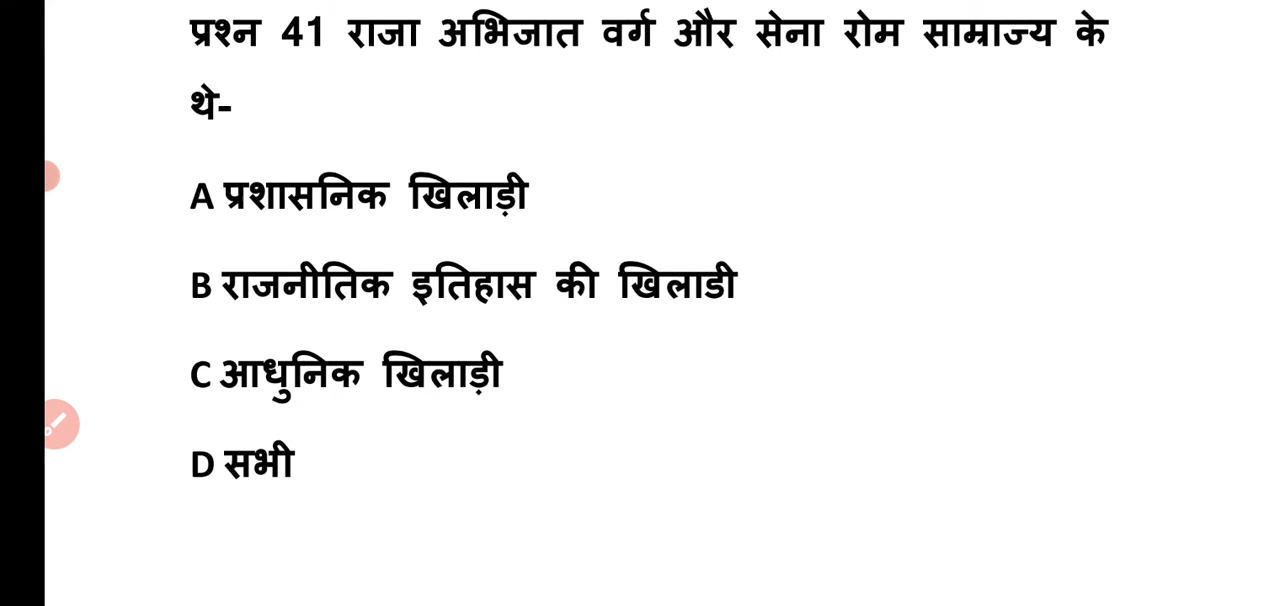 प्रश्न 41 राजा अभिजात वर्ग और सेना रोम साम्राज्य के
थे-
A प्रशासनिक खिलाड़ी
B राजनीतिक इतिहास की खिलाडी
C आधुनिक खिलाड़ी
D सभी